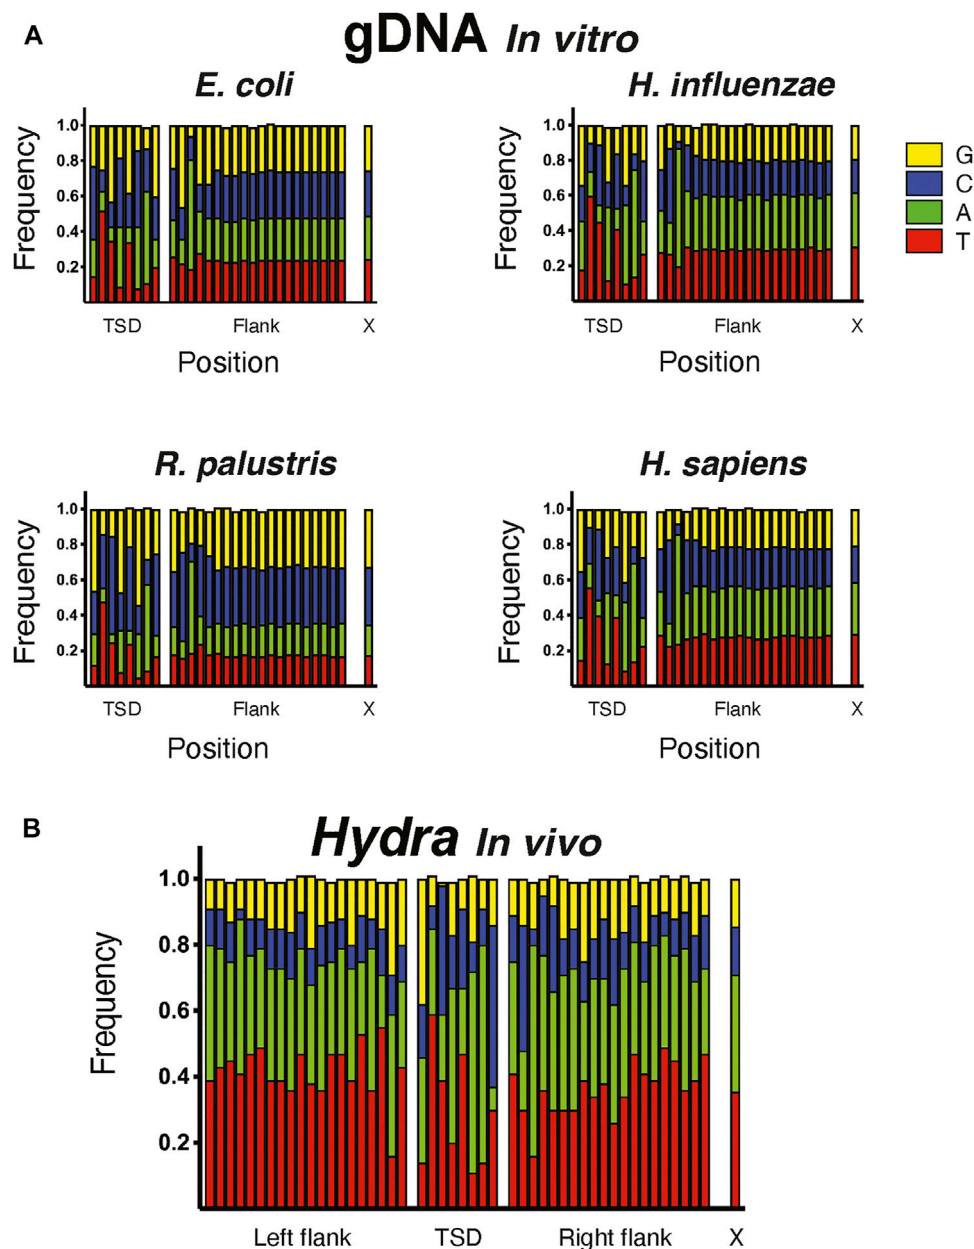 A
gDNA In vitro
E. coli
H. influenzae
Frequency
1.0
0.8
0.6
0.4
0.2
TSD
Flank
X
Position
Frequency
1.0
0.8
0.6
0.4
0.2
TSD
Flank
X
Position
G
C
A
T
R. palustris
H. sapiens
Frequency
1.0
0.8
0.6
0.4
0.2
TSD
Flank
X
Position
Frequency
1.0
0.8
0.6
0.4
0.2
TSD
Flank
X
Position
B
Hydra In vivo
Frequency
1.0
0.8
0.6
0.4
0.2
Left flank
TSD
Right flank
X